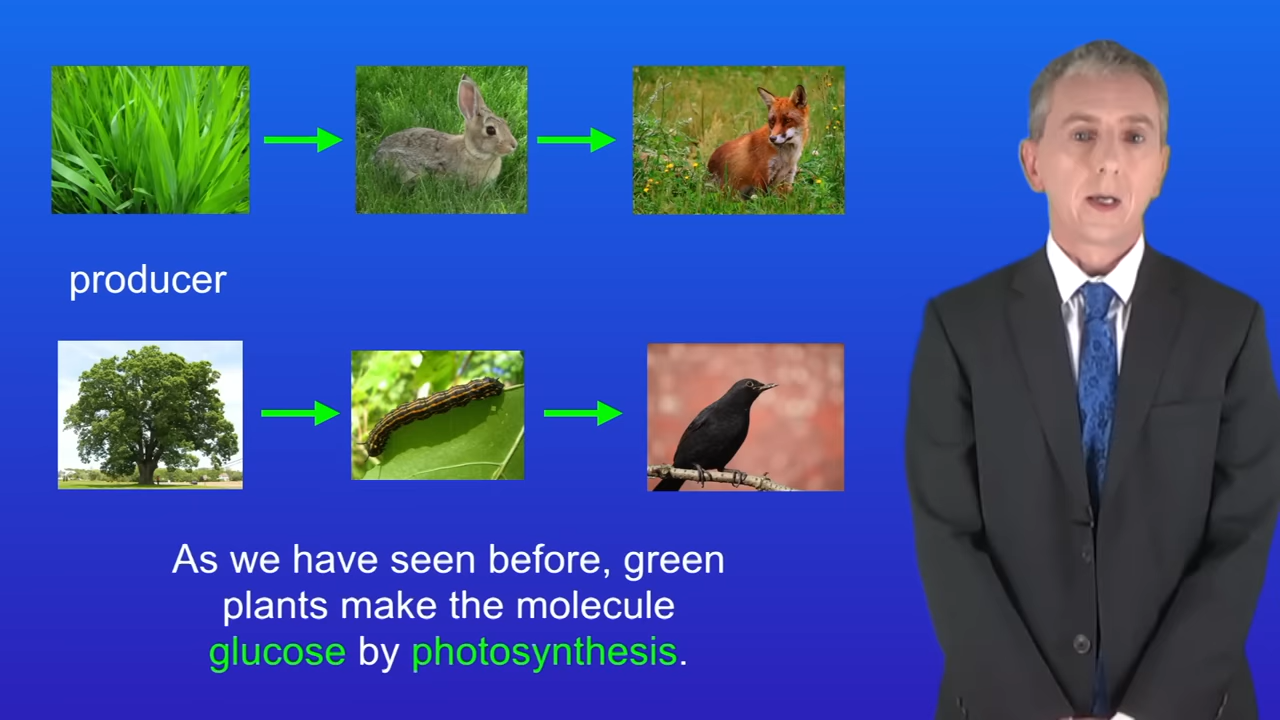 producer
As we have seen before, green
plants make the molecule
glucose by photosynthesis.